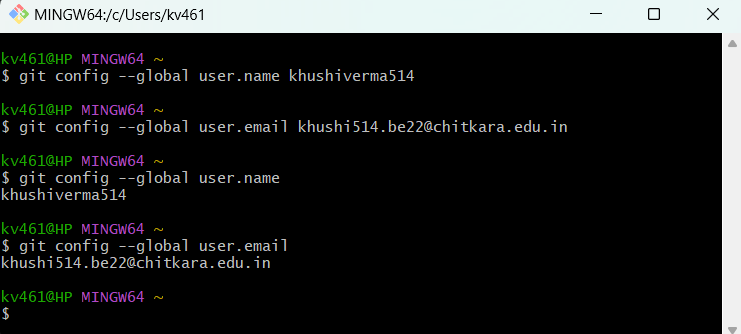 MINGW64:/c/Users/kv461
kv461@HP MINGW64 ~
$ git config --global user.name khushiverma514
kv461@HP MINGW64 ~
$ git config --global user.email khushi514.be22@chitkara.edu.in
kv461@HP MINGW64 ~
$ git config --global user.name
khushiverma514
kv461@HP MINGW64 ~
$ git config --global user.email
khushi514.be22@chitkara.edu.in
kv461@HP MINGW64 ~
$